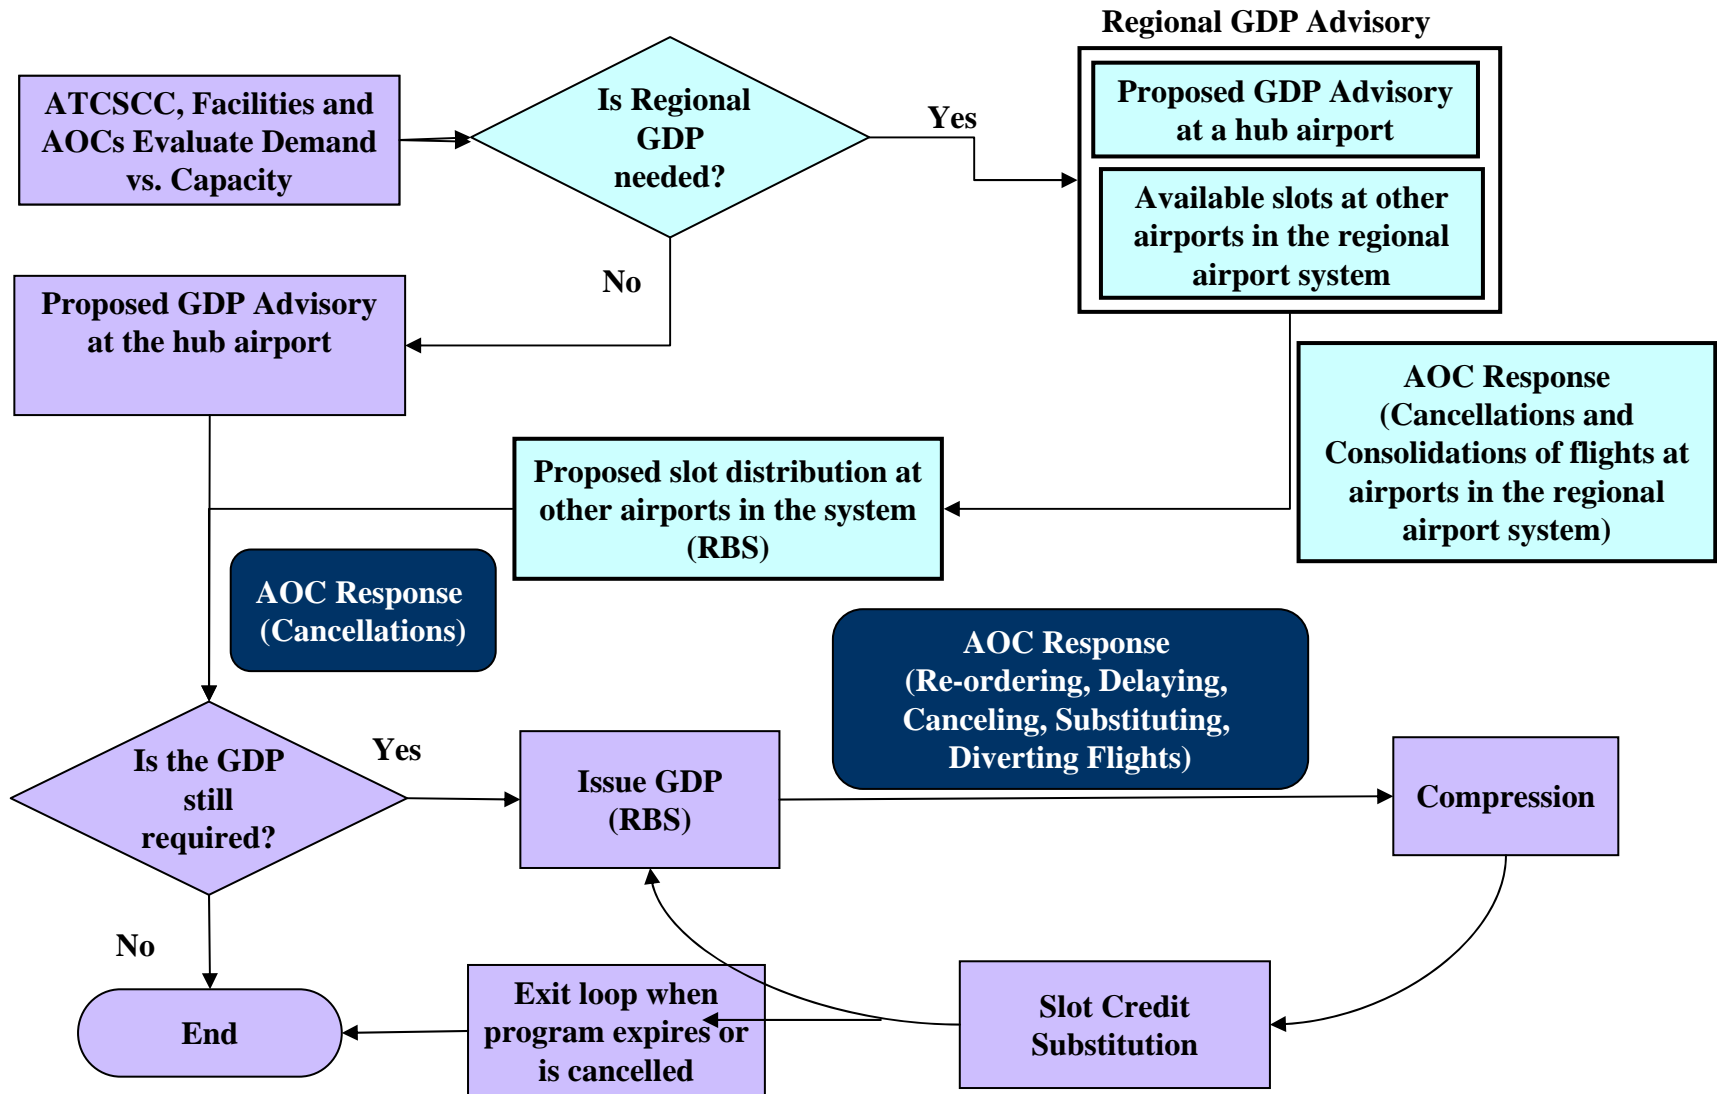 Regional GDP Advisory
ATCSCC, Facilities and
AOCs Evaluate Demand
vs. Capacity
Is Regional
GDP
needed?
Yes
Proposed GDP Advisory
at a hub airport
Available slots at other
airports in the regional
airport system
No
Proposed GDP Advisory
at the hub airport
AOC Response
(Cancellations and
Consolidations of flights at
airports in the regional
airport system)
Proposed slot distribution at
other airports in the system
(RBS)
AOC Response
(Cancellations)
AOC Response
(Re-ordering, Delaying,
Canceling, Substituting,
Diverting Flights)
Is the GDP
still
required?
Yes
Issue GDP
(RBS)
Compression
No
End
Exit loop when
program expires or
is cancelled
Slot Credit
Substitution